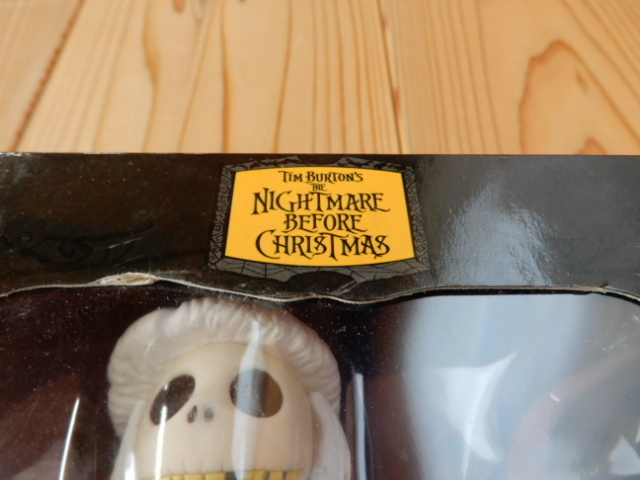 TIM BURTON'S
THE
NIGHTMARE
BEFORE
CHRISTMAS